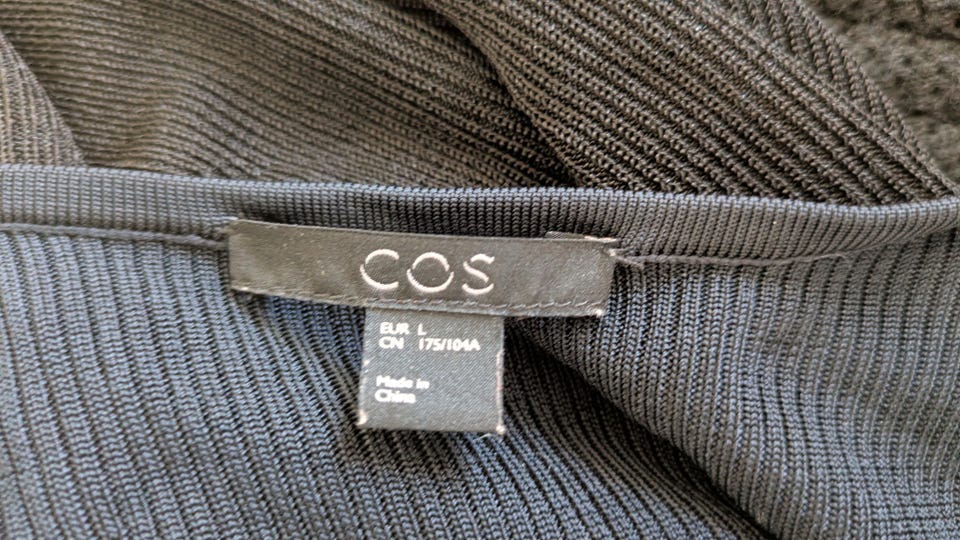 COS
EUR L
CN 175/104A
Made in
China